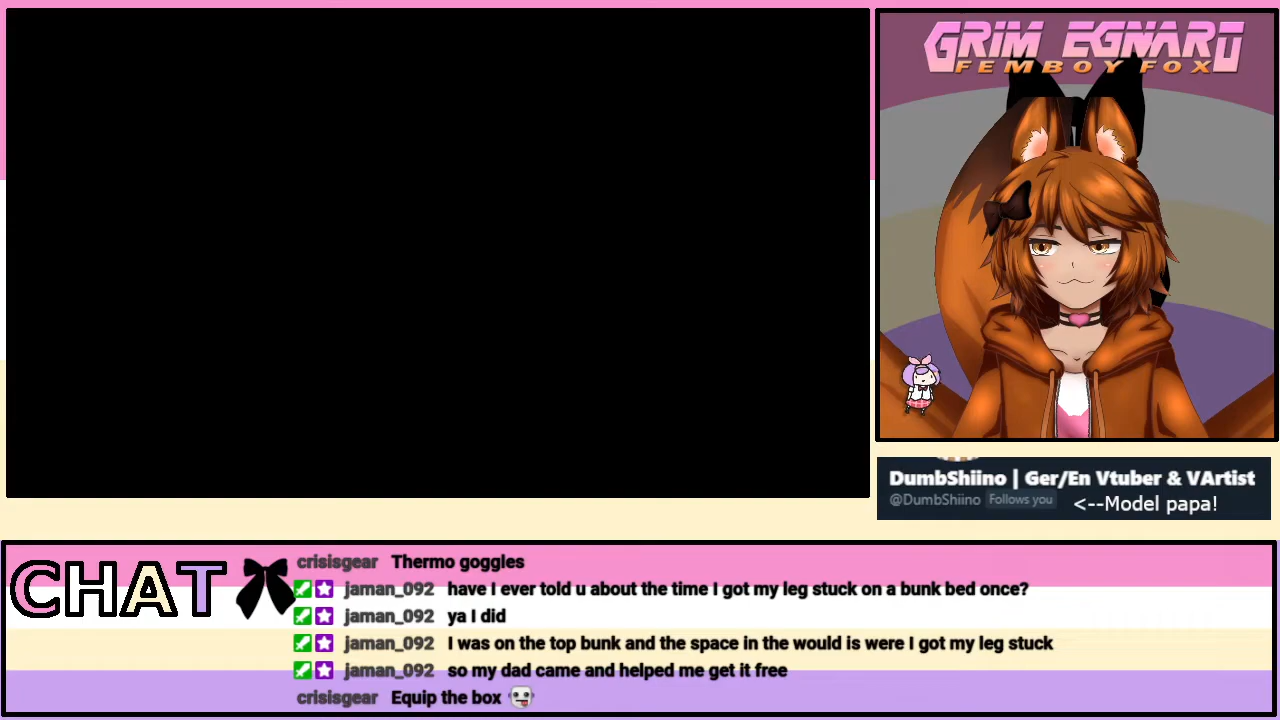 GRIM EGNART
FEMBOY FOX
DumbShiino | Ger/En Vtuber & VArtist
@DumbShiino Follows you <--Model papa!
CHAT
crisisgear Thermo goggles
jaman_092 have I ever told u about the time I got my leg stuck on a bunk bed once?
jaman_092 ya I did
jaman_092 I was on the top bunk and the space in the would is were I got my leg stuck
jaman_092 so my dad came and helped me get it free
crisisgear Equip the box